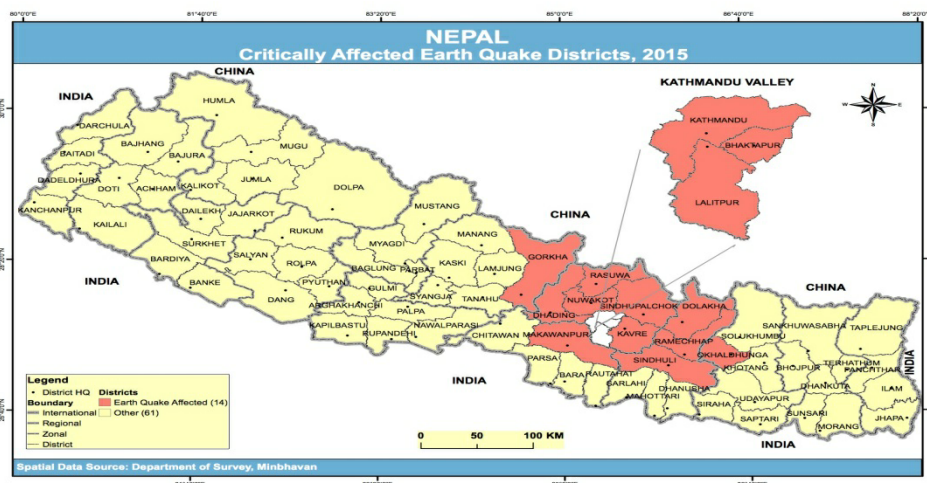 80°0'0"E 81°40'0"E 83°20'0"E 85°0'0"E 86°40'0"E 88°20'0"E
NEPAL
Critically Affected Earth Quake Districts, 2015
CHINA
KATHMANDU VALLEY
INDIA
HUMLA
N
W E
S
KATHMANDU
DARCHULA
BAJHANG
MUGU
BHAKTAPUR
BAITADI
BAJURA
DADELDHURA
DOTI
ACHHAM
KALIKOT
JUMLA
DOLPA
LALITPUR
KANCHANPUR
MUSTANG
CHINA
KAILALI
DAILEKH
JAJARKOT
MANANG
RUKUM
SURKHET
MYAGDI
GORKHA
BARDIYA
SALYAN
ROLPA
BAGLUNG
PARBAT
KASKI
LAMJUNG
RASUWA
INDIA
BANKE
DANG
PYUTHAN
GULMI
SYANGJA
TANAHU
NUWAKOT
SINDHUPALCHOK
DOLAKHA
CHINA
ARGHAKHANCHI
PALPA
DHADING
KAPILBASTU
RUPANDEHI
NAWALPARASI
CHITAWAN
MAKAWANPUR
KAVRE
RAMECHHAP
SOLUKHUMBU
SANKHUWASABHA
TAPLEJUNG
PARSA
SINDHULI
OKHALDHUNGA
KHOTANG
BHOJPUR
TERHATHUM
PANCHTHAR
INDIA
INDIA
BARA
RAUTAHAT
SARLAHI
MAHOTTARI
DHANUSHA
SIRAHA
UDAYAPUR
DHANKUTA
ILAM
SAPTARI
SUNSARI
MORANG
JHAPA
INDIA
Legend
District HQ Districts
Boundary Earth Quake Affected (14)
International Other (61)
Regional
Zonal
District
0 50 100 KM
Spatial Data Source: Department of Survey, Minbhavan